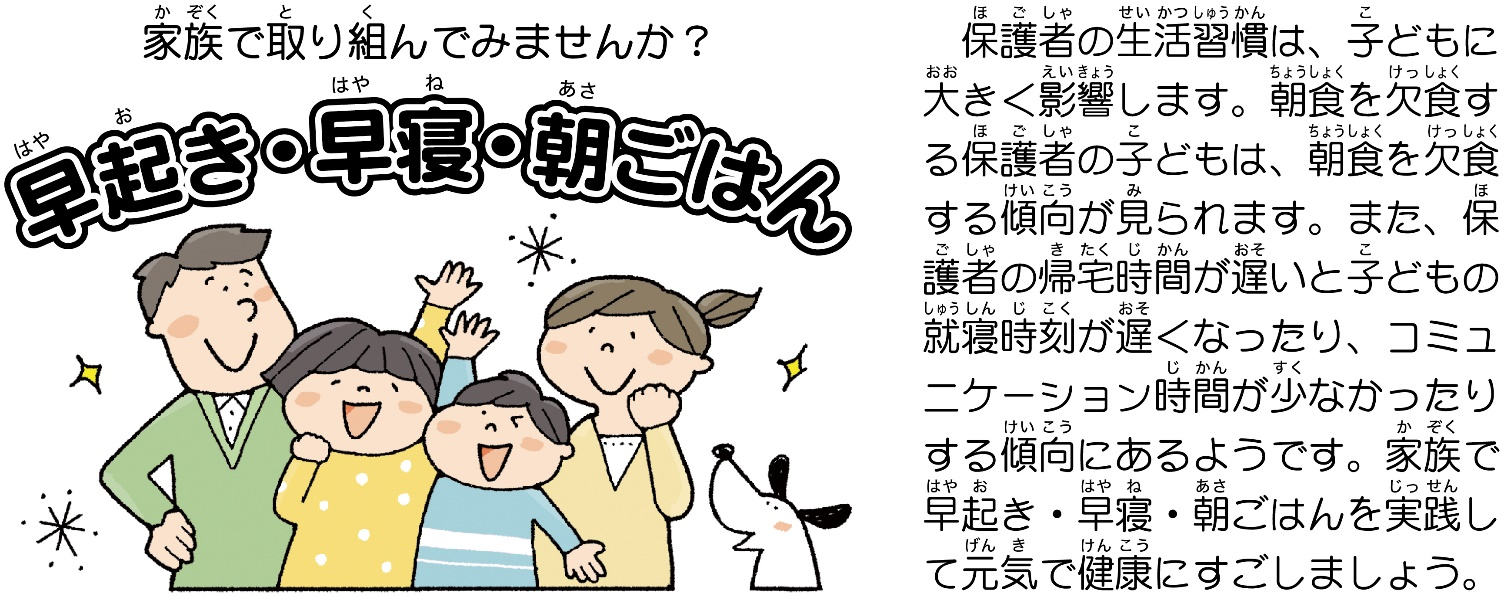 家族で取り組んでみませんか？
早起き・早寝・朝ごはん
保護者の生活習慣は、子どもに
大きく影響します。朝食を欠食す
る保護者の子どもは、朝食を欠食
する傾向が見られます。また、保
護者の帰宅時間が遅いと子どもの
就寝時刻が遅くなったり、コミュ
ニケーション時間が少なかったり
する傾向にあるようです。家族で
早起き・早寝・朝ごはんを実践し
て元気で健康にすごしましょう。